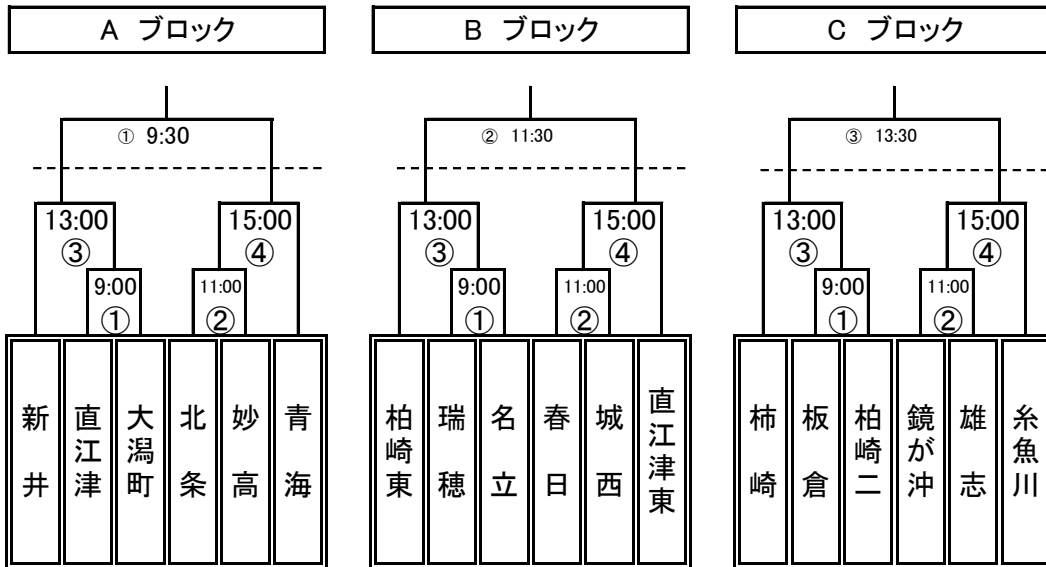 A ブロック
① 9:30
13:00
③
15:00
④
9:00
①
11:00
②
新井
直江津
大潟町
北条
妙高
青海
B ブロック
② 11:30
13:00
③
15:00
④
9:00
①
11:00
②
柏崎東
瑞穂
名立
春日
城西
直江津東
C ブロック
③ 13:30
13:00
③
15:00
④
9:00
①
11:00
②
柿崎
板倉
柏崎二
鏡が沖
雄志
糸魚川